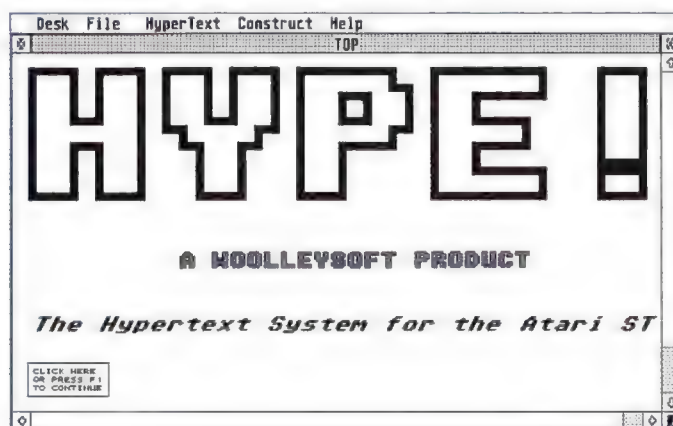 Desk File HyperText Construct Help
TOP
HYPE!
A WOOLLEYSOFT PRODUCT
The Hypertext System for the Atari ST
CLICK HERE
OR PRESS F1
TO CONTINUE